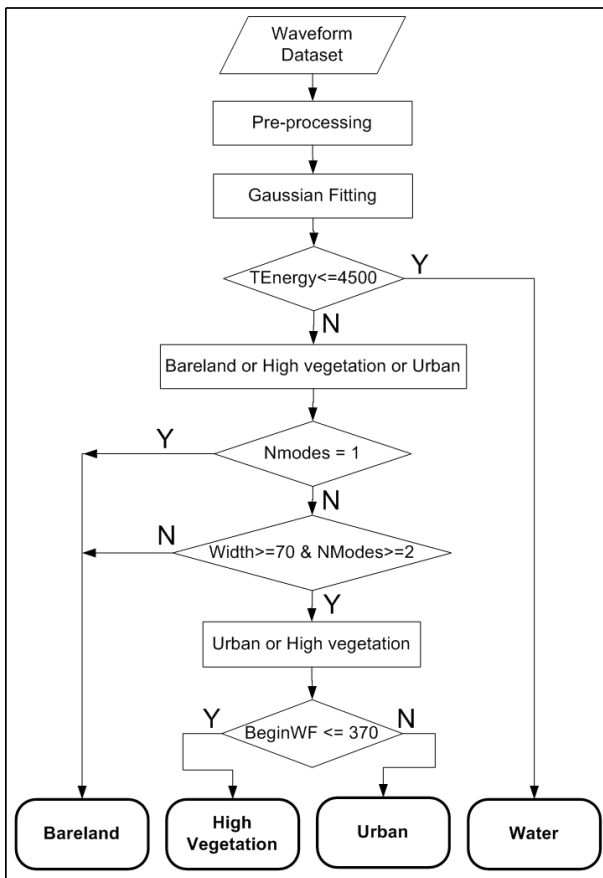 Waveform
Dataset
Pre-processing
Gaussian Fitting
TEnergy<=4500
Y
N
Bareland or High vegetation or Urban
Y
Nmodes = 1
N
N
Width>=70 & NModes>=2
Y
Urban or High vegetation
Y
BeginWF <= 370
N
Bareland
High
Vegetation
Urban
Water